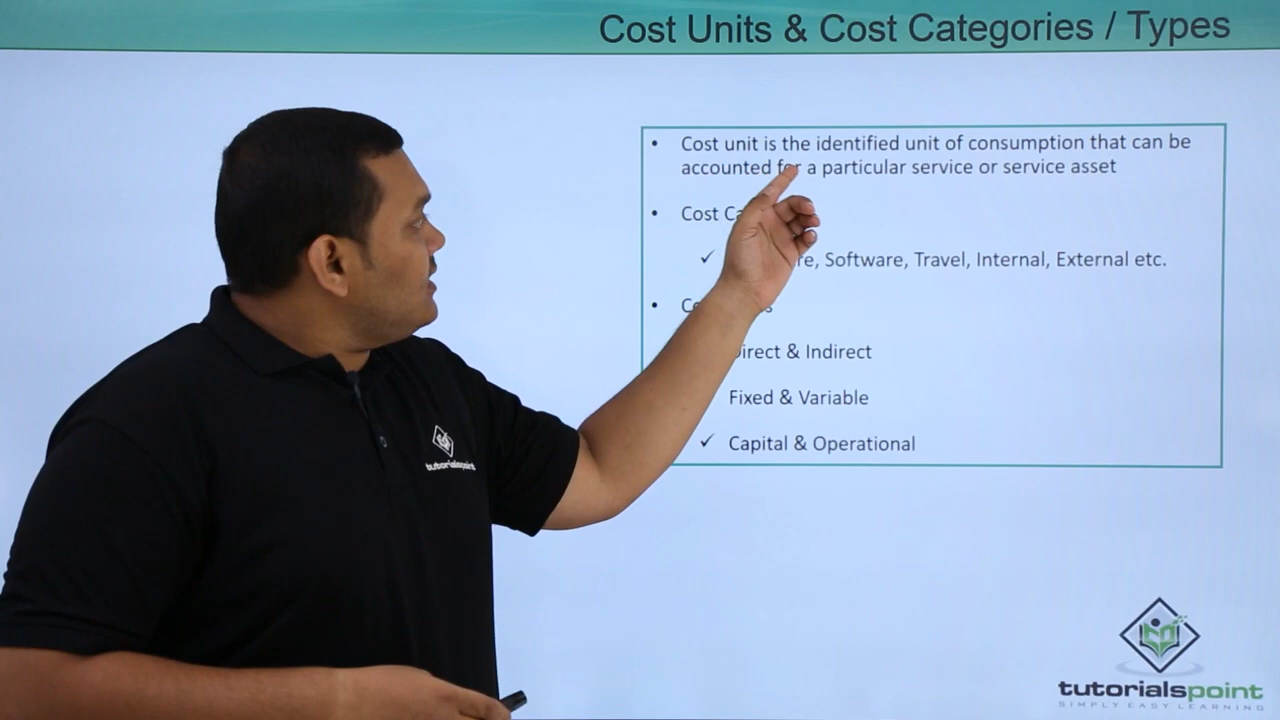 Cost Units & Cost Categories / Types
• Cost unit is the identified unit of consumption that can be
accounted for a particular service or service asset
• Cost
✓ Software, Travel, Internal, External etc.
•
Direct & Indirect
Fixed & Variable
✓ Capital & Operational
tutorialspoint
tutorialspoint
SIMPLY EASY LEARNING